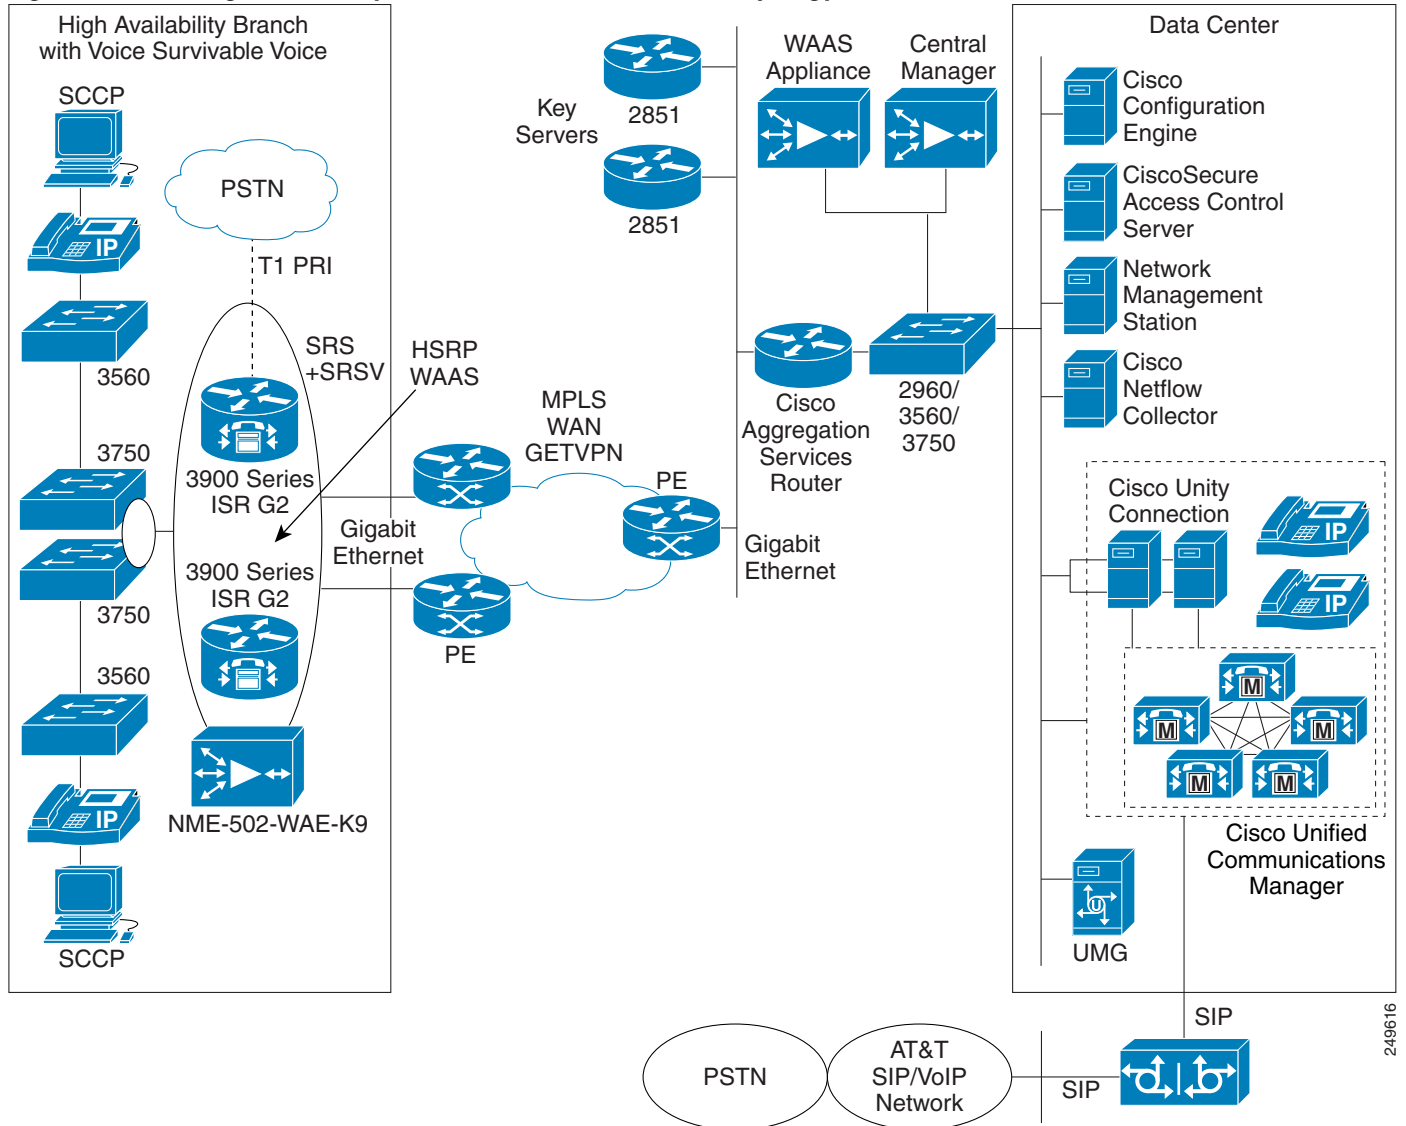 High Availability Branch
with Voice Survivable Voice
SCCP
PSTN
IP
T1 PRI
3560
SRS
+SRSV
HSRP
WAAS
3750
3900 Series
ISR G2
Gigabit
Ethernet
3900 Series
ISR G2
3750
3560
IP
NME-502-WAE-K9
SCCP
MPLS
WAN
GETVPN
PE
PE
Gigabit
Ethernet
Key
Servers
2851
2851
WAAS
Appliance
Central
Manager
Cisco
Aggregation
Services
Router
2960/
3560/
3750
Data Center
Cisco
Configuration
Engine
CiscoSecure
Access Control
Server
Network
Management
Station
Cisco
Netflow
Collector
Cisco Unity
Connection
IP
IP
M
M
M
M
M
Cisco Unified
Communications
Manager
U
UMG
SIP
PSTN
AT&T
SIP/VoIP
Network
SIP
249616